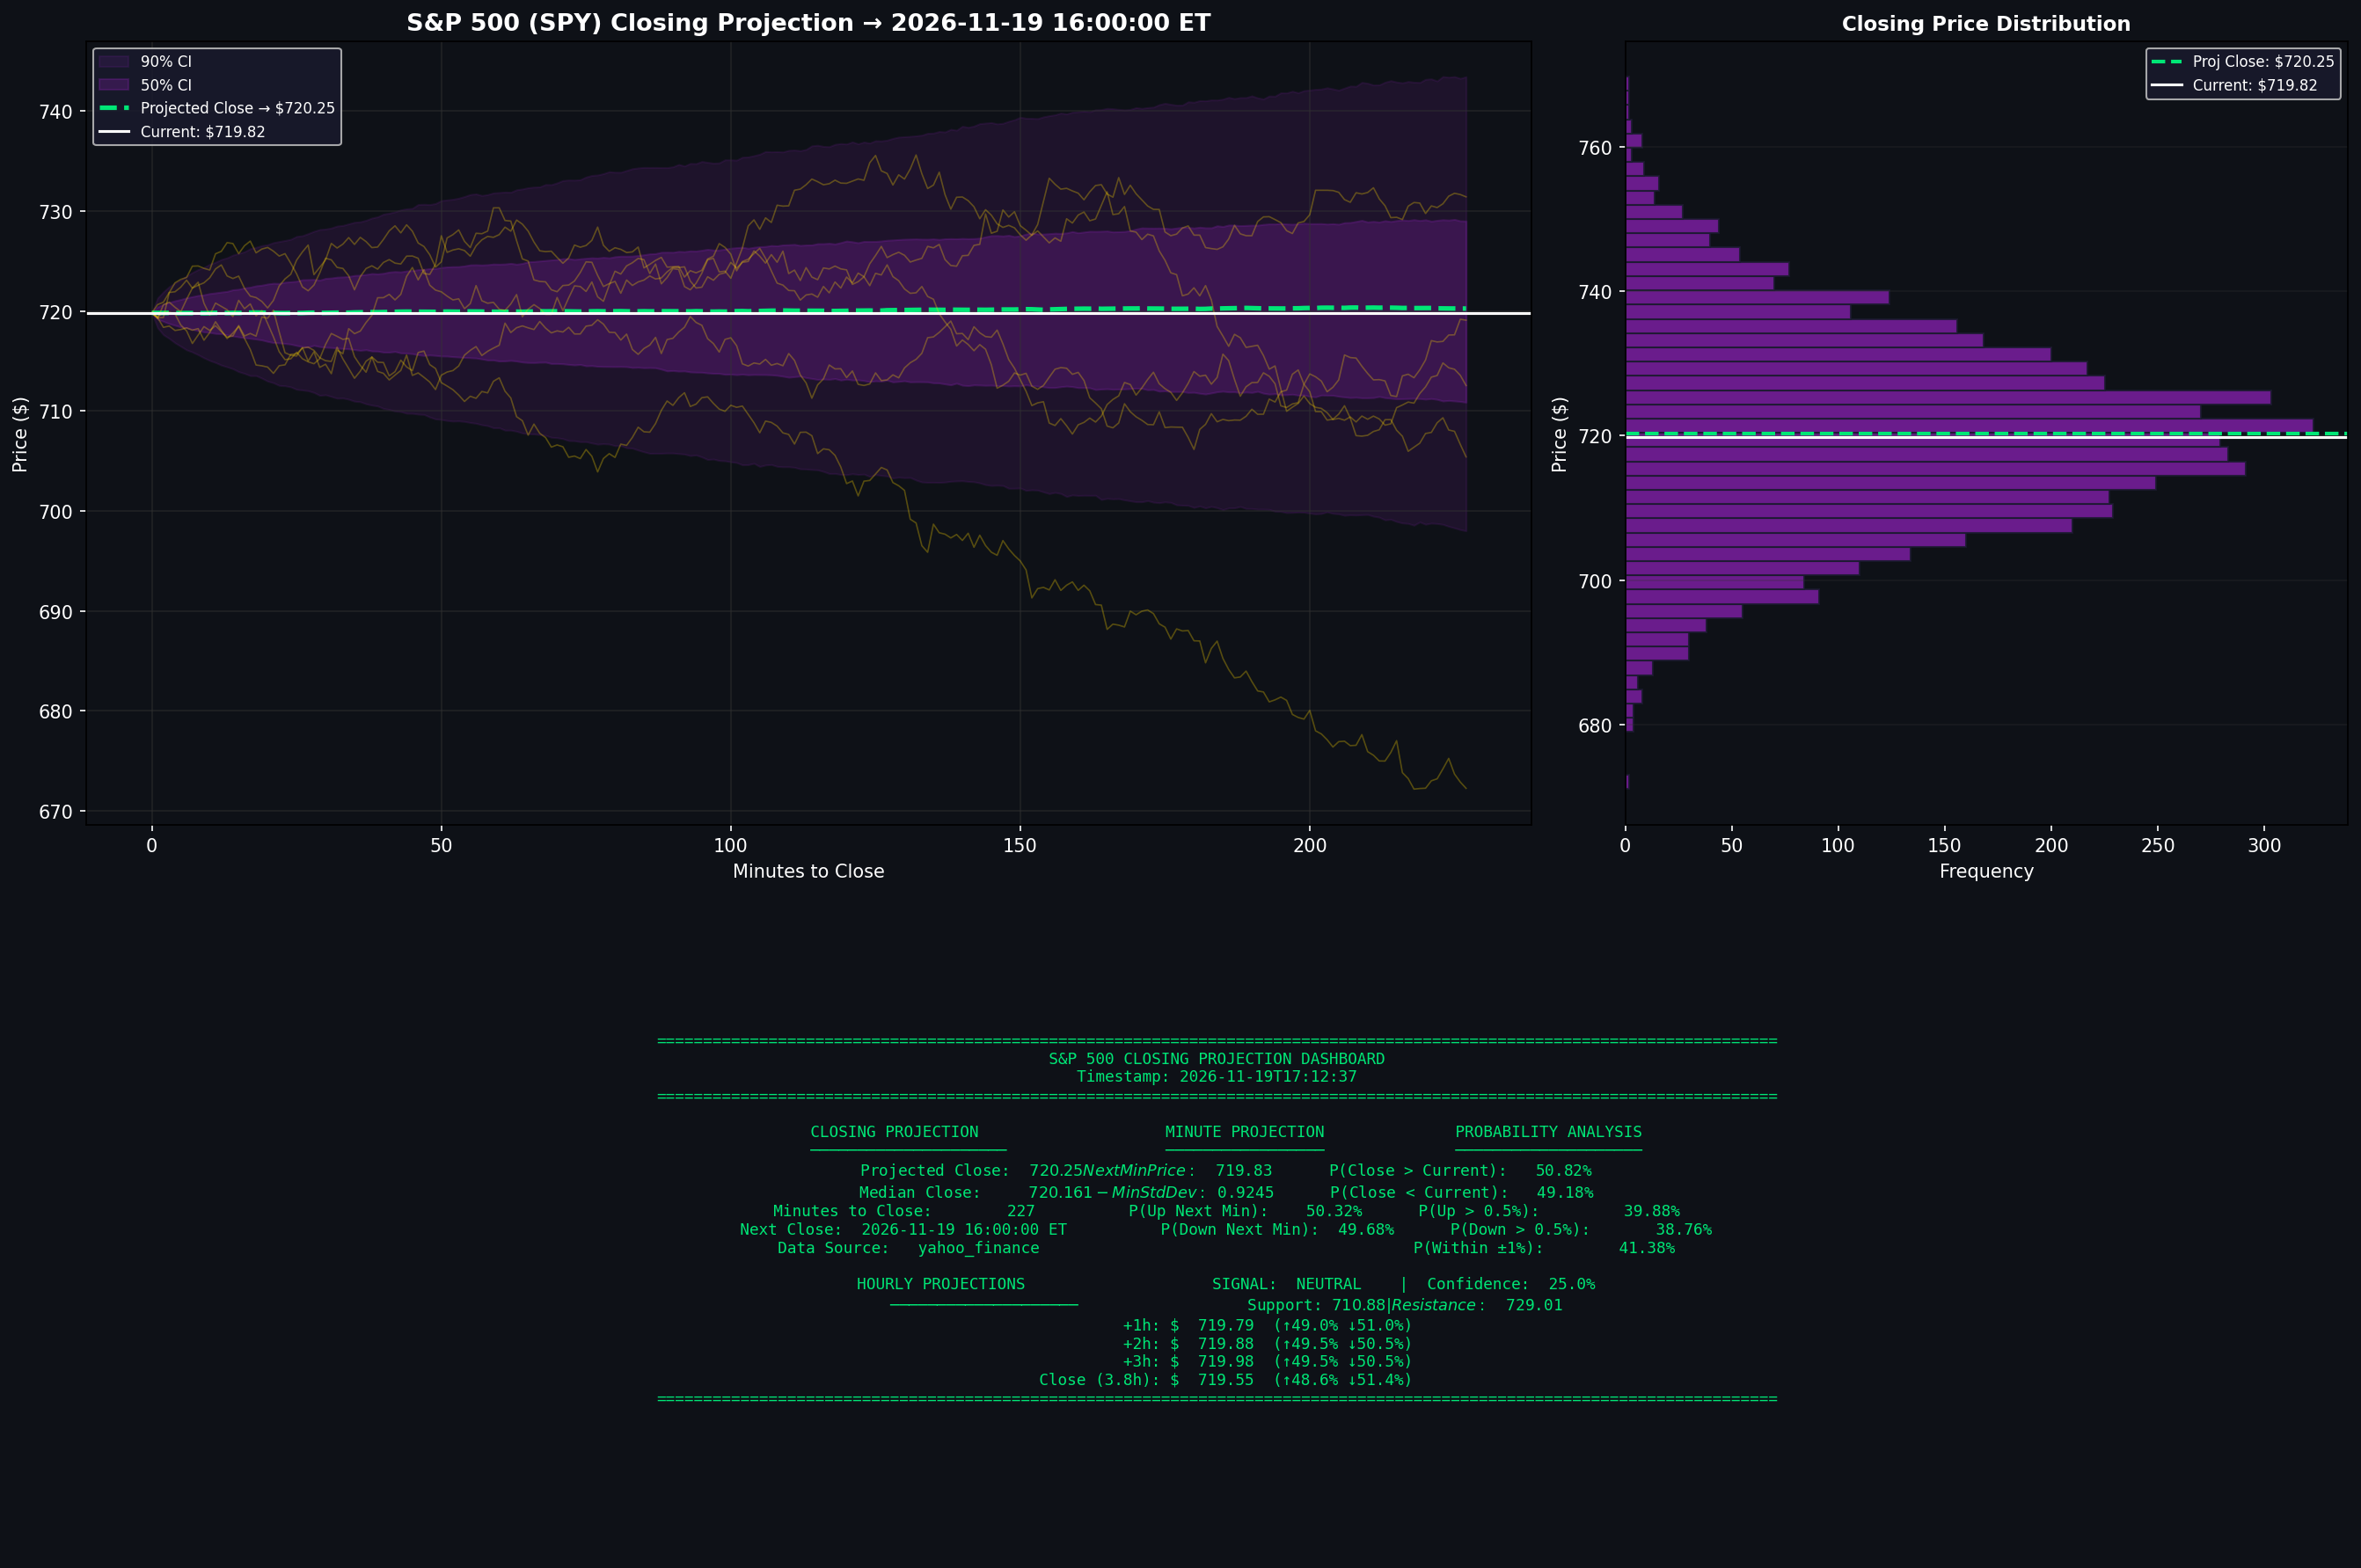 S&P 500 (SPY) Closing Projection → 2026-11-19 16:00:00 ET
90% CI
50% CI
Projected Close → $720.25
Current: $719.82
740
730
720
710
700
690
680
670
Price ($)
0 50 100 150 200
Minutes to Close
Closing Price Distribution
Proj Close: $720.25
Current: $719.82
760
740
720
700
680
Price ($)
0 50 100 150 200 250 300
Frequency
========================================================================================================================
S&P 500 CLOSING PROJECTION DASHBOARD
Timestamp: 2026-11-19T17:12:37
========================================================================================================================
CLOSING PROJECTION MINUTE PROJECTION PROBABILITY ANALYSIS
───────────────────── ───────────────── ────────────────────
Projected Close: 720.25NextMinPrice: 719.83 P(Close > Current): 50.82%
Median Close: 720.161−MinStdDev: 0.9245 P(Close < Current): 49.18%
Minutes to Close: 227 P(Up Next Min): 50.32% P(Up > 0.5%): 39.88%
Next Close: 2026-11-19 16:00:00 ET P(Down Next Min): 49.68% P(Down > 0.5%): 38.76%
Data Source: yahoo_finance P(Within ±1%): 41.38%
HOURLY PROJECTIONS SIGNAL: NEUTRAL | Confidence: 25.0%
──────────────────── Support: 710.88|Resistance: 729.01
+1h: $ 719.79 (↑49.0% ↓51.0%)
+2h: $ 719.88 (↑49.5% ↓50.5%)
+3h: $ 719.98 (↑49.5% ↓50.5%)
Close (3.8h): $ 719.55 (↑48.6% ↓51.4%)
========================================================================================================================